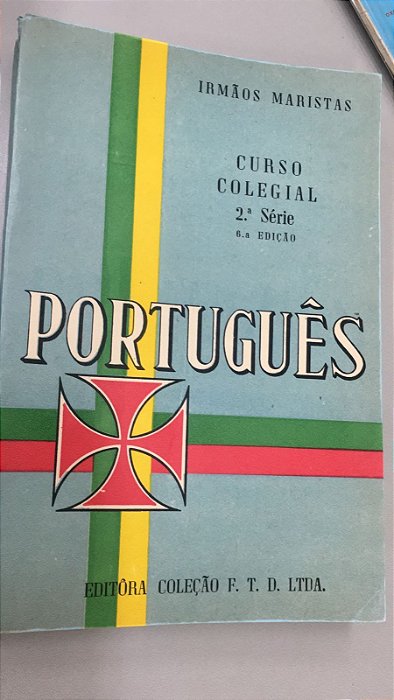 IRMÃOS MARISTAS
CURSO
COLEGIAL
2.ª Série
6.a EDIÇÃO
PORTUGUÊS
EDITÔRA COLEÇÃO F. T. D. LTDA.